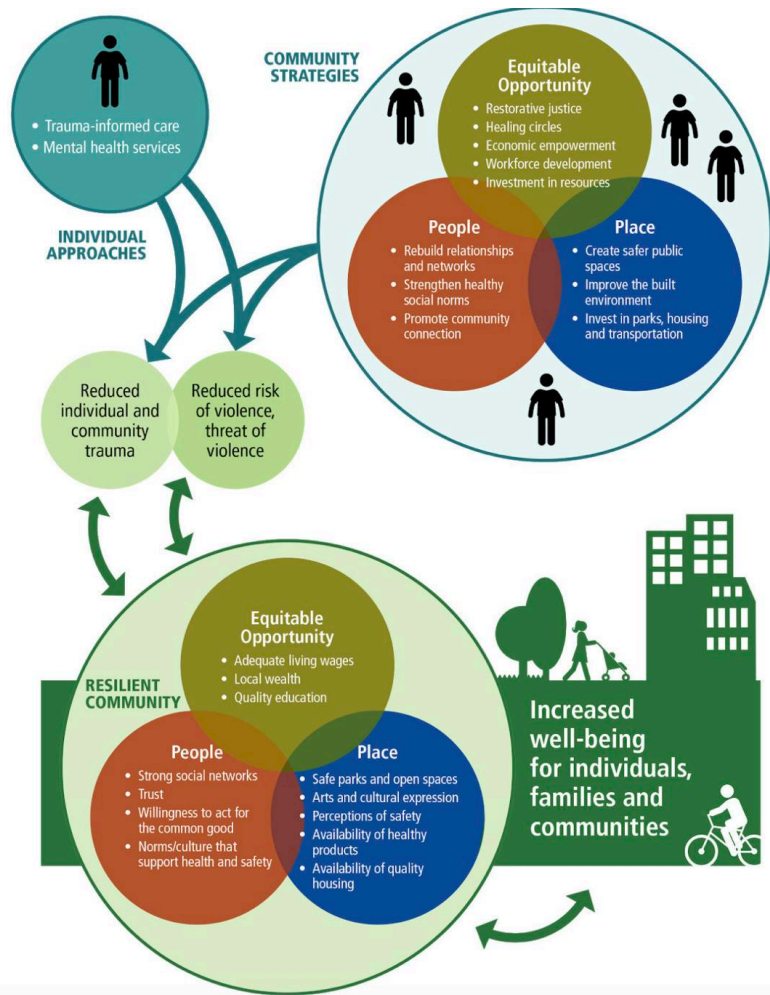 • Trauma-informed care
• Mental health services
INDIVIDUAL
APPROACHES
COMMUNITY
STRATEGIES
Equitable
Opportunity
• Restorative justice
• Healing circles
• Economic empowerment
• Workforce development
• Investment in resources
People
• Rebuild relationships
and networks
• Strengthen healthy
social norms
• Promote community
connection
Place
• Create safer public
spaces
• Improve the built
environment
• Invest in parks, housing
and transportation
Reduced
individual and
community
trauma
Reduced risk
of violence,
threat of
violence
RESILIENT
COMMUNITY
Equitable
Opportunity
• Adequate living wages
• Local wealth
• Quality education
People
• Strong social networks
• Trust
• Willingness to act for
the common good
• Norms/culture that
support health and safety
Place
• Safe parks and open spaces
• Arts and cultural expression
• Perceptions of safety
• Availability of healthy
products
• Availability of quality
housing
Increased
well-being
for individuals,
families and
communities